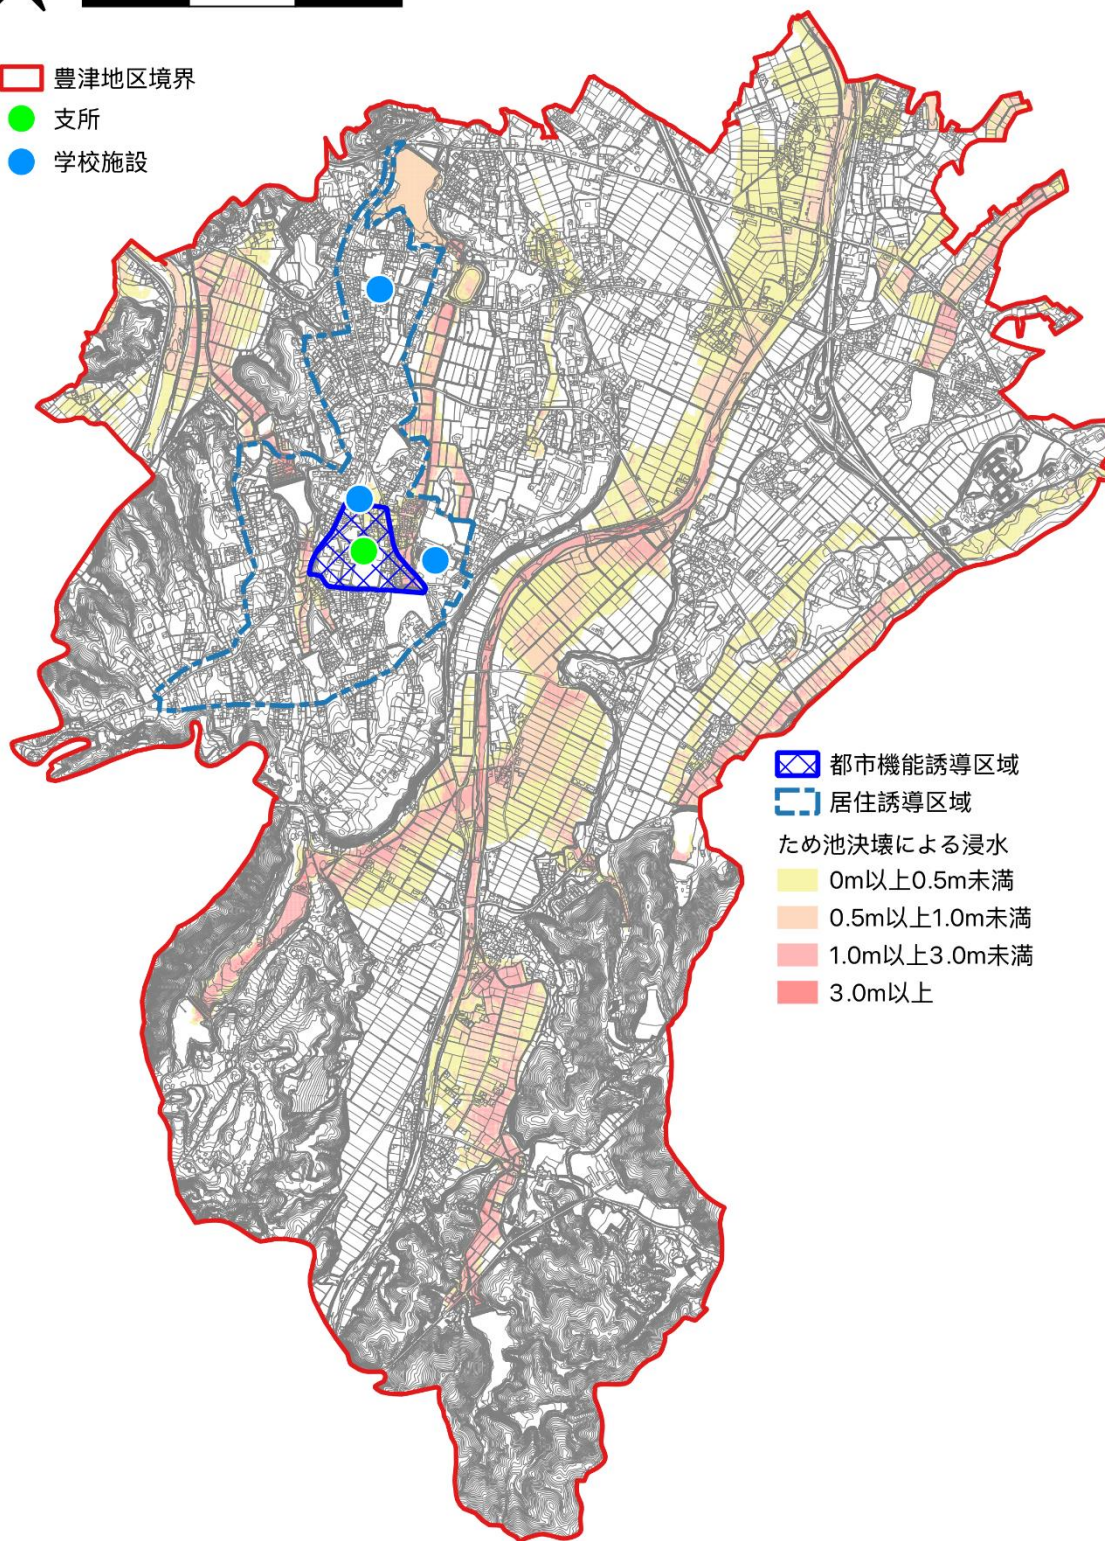 豊津地区境界
支所
学校施設
都市機能誘導区域
居住誘導区域
ため池決壊による浸水
0m以上0.5m未満
0.5m以上1.0m未満
1.0m以上3.0m未満
3.0m以上